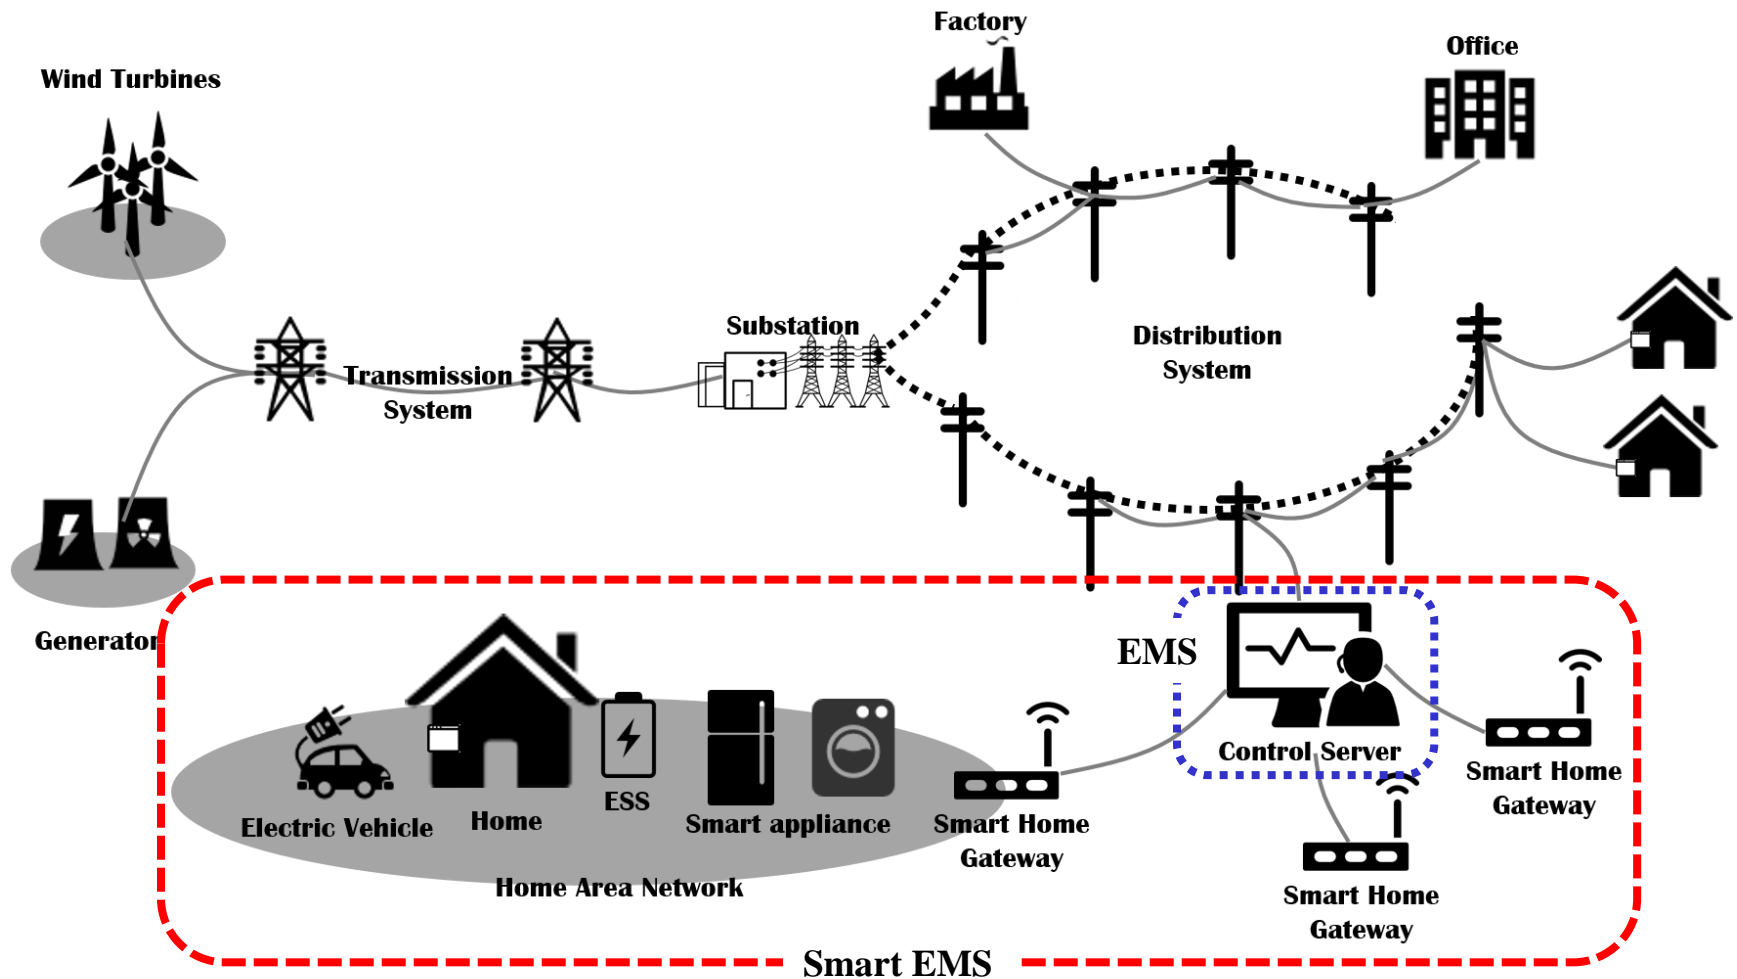 Factory
Office
Wind Turbines
Substation
Distribution
System
Transmission
System
Generator
EMS
Control Server
Smart Home
Gateway
ESS
Home
Electric Vehicle
Smart appliance
Smart Home
Gateway
Home Area Network
Smart Home
Gateway
Smart EMS